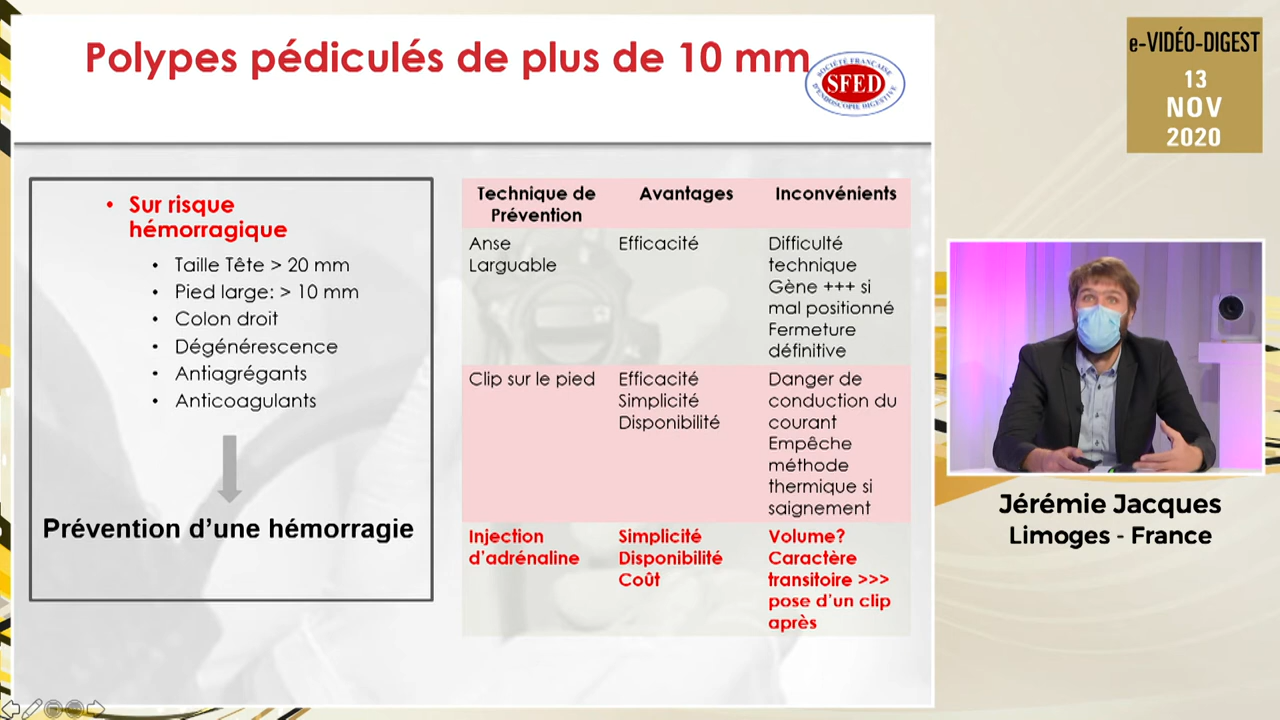 Polypes pédiculés de plus de 10 mm
SOCIÉTÉ FRANÇAISE
SFED
D'ENDOSCOPIE DIGESTIVE
e-VIDÉO-DIGEST
13
NOV
2020
• Sur risque
hémorragique
• Taille Tête > 20 mm
• Pied large: > 10 mm
• Colon droit
• Dégénérescence
• Antiagrégants
• Anticoagulants
Prévention d'une hémorragie
Technique de Prévention Avantages Inconvénients
Anse
Larguable
Efficacité
Difficulté
technique
Gène +++ si
mal positionné
Fermeture
définitive
Clip sur le pied
Efficacité
Simplicité
Disponibilité
Danger de
conduction du
courant
Empêche
méthode
thermique si
saignement
Injection
d'adrénaline
Simplicité
Disponibilité
Coût
Volume?
Caractère
transitoire >>>
pose d'un clip
après
Jérémie Jacques
Limoges - France